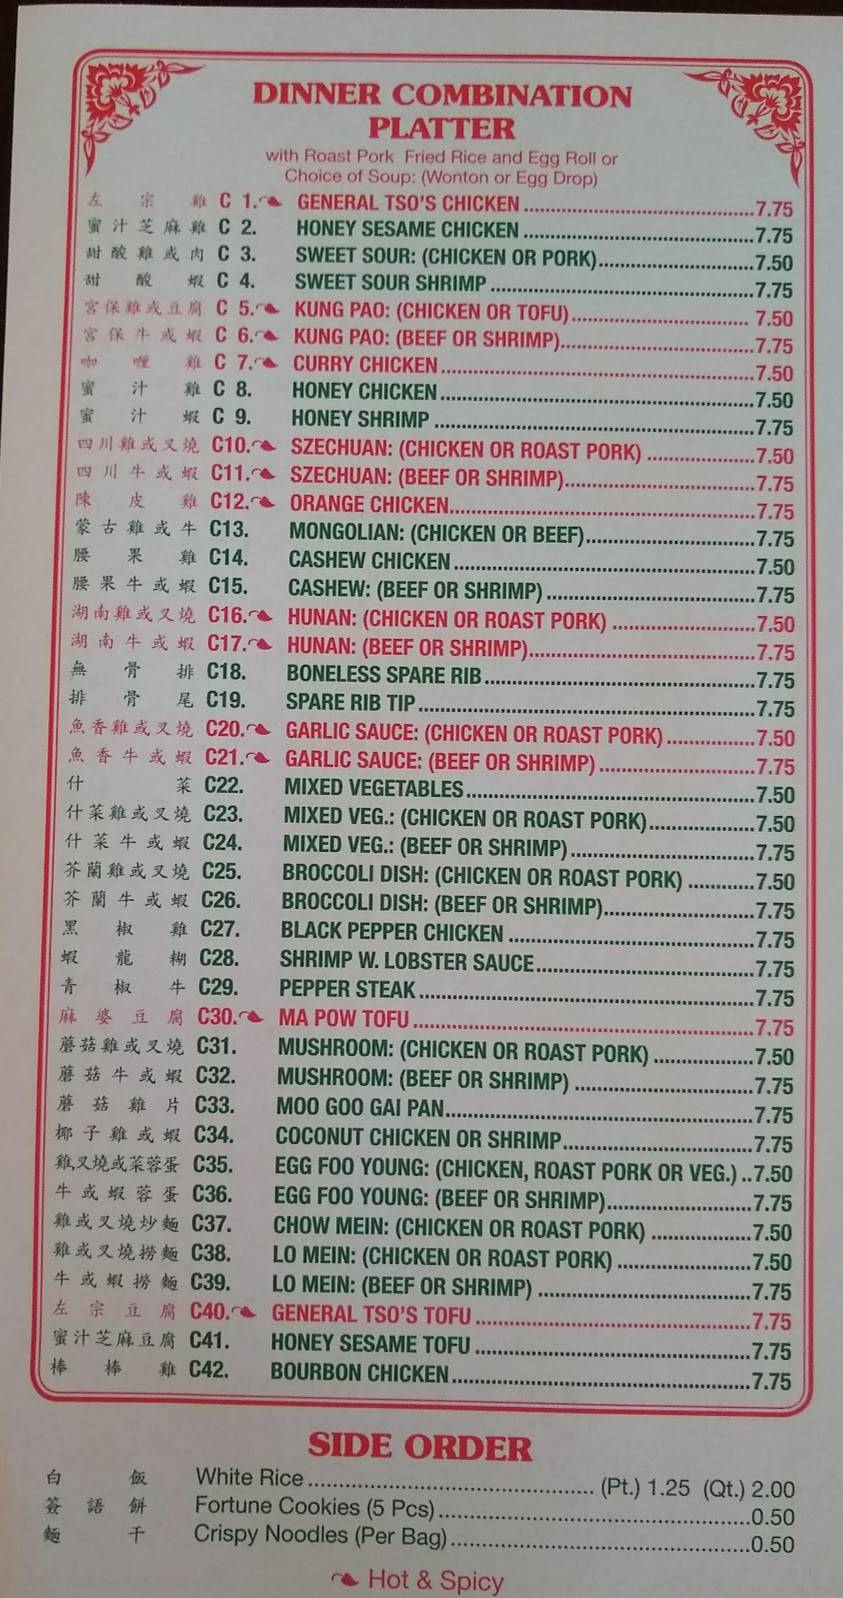 DINNER COMBINATION
PLATTER
with Roast Pork Fried Rice and Egg Roll or
Choice of Soup: (Wonton or Egg Drop)
左宗雞 C 1. GENERAL TSO'S CHICKEN 7.75
蜜汁芝麻雞 C 2. HONEY SESAME CHICKEN 7.75
甜酸雞或肉 C 3. SWEET SOUR: (CHICKEN OR PORK) 7.50
甜酸蝦 C 4. SWEET SOUR SHRIMP 7.75
宮保雞或豆腐 C 5. KUNG PAO: (CHICKEN OR TOFU) 7.50
宮保牛或蝦 C 6. KUNG PAO: (BEEF OR SHRIMP) 7.75
咖喱雞 C 7. CURRY CHICKEN 7.50
蜜汁雞 C 8. HONEY CHICKEN 7.50
蜜汁蝦 C 9. HONEY SHRIMP 7.75
四川雞或叉燒 C10. SZECHUAN: (CHICKEN OR ROAST PORK) 7.50
四川牛或蝦 C11. SZECHUAN: (BEEF OR SHRIMP) 7.75
陳皮雞 C12. ORANGE CHICKEN 7.75
蒙古雞或牛 C13. MONGOLIAN: (CHICKEN OR BEEF) 7.75
腰果雞 C14. CASHEW CHICKEN 7.50
腰果牛或蝦 C15. CASHEW: (BEEF OR SHRIMP) 7.75
湖南雞或叉燒 C16. HUNAN: (CHICKEN OR ROAST PORK) 7.50
湖南牛或蝦 C17. HUNAN: (BEEF OR SHRIMP) 7.75
無骨排 C18. BONELESS SPARE RIB 7.75
排骨尾 C19. SPARE RIB TIP 7.75
魚香雞或叉燒 C20. GARLIC SAUCE: (CHICKEN OR ROAST PORK) 7.50
魚香牛或蝦 C21. GARLIC SAUCE: (BEEF OR SHRIMP) 7.75
什菜 C22. MIXED VEGETABLES 7.50
什菜雞或叉燒 C23. MIXED VEG.: (CHICKEN OR ROAST PORK) 7.50
什菜牛或蝦 C24. MIXED VEG.: (BEEF OR SHRIMP) 7.75
芥蘭雞或叉燒 C25. BROCCOLI DISH: (CHICKEN OR ROAST PORK) 7.50
芥蘭牛或蝦 C26. BROCCOLI DISH: (BEEF OR SHRIMP) 7.75
黑椒雞 C27. BLACK PEPPER CHICKEN 7.75
蝦龍糊 C28. SHRIMP W. LOBSTER SAUCE 7.75
青椒牛 C29. PEPPER STEAK 7.75
麻婆豆腐 C30. MA POW TOFU 7.75
蘑菇雞或叉燒 C31. MUSHROOM: (CHICKEN OR ROAST PORK) 7.50
蘑菇牛或蝦 C32. MUSHROOM: (BEEF OR SHRIMP) 7.75
蘑菇雞片 C33. MOO GOO GAI PAN 7.75
椰子雞或蝦 C34. COCONUT CHICKEN OR SHRIMP 7.75
雞,叉燒或菜蓉蛋 C35. EGG FOO YOUNG: (CHICKEN, ROAST PORK OR VEG.) 7.50
牛或蝦蓉蛋 C36. EGG FOO YOUNG: (BEEF OR SHRIMP) 7.75
雞或叉燒炒麵 C37. CHOW MEIN: (CHICKEN OR ROAST PORK) 7.50
雞或叉燒撈麵 C38. LO MEIN: (CHICKEN OR ROAST PORK) 7.50
牛或蝦撈麵 C39. LO MEIN: (BEEF OR SHRIMP) 7.75
左宗豆腐 C40. GENERAL TSO'S TOFU 7.75
蜜汁芝麻豆腐 C41. HONEY SESAME TOFU 7.75
棒棒雞 C42. BOURBON CHICKEN 7.75
SIDE ORDER
白飯 White Rice (Pt.) 1.25 (Qt.) 2.00
簽語餅 Fortune Cookies (5 Pcs) 0.50
麵干 Crispy Noodles (Per Bag) 0.50
Hot & Spicy